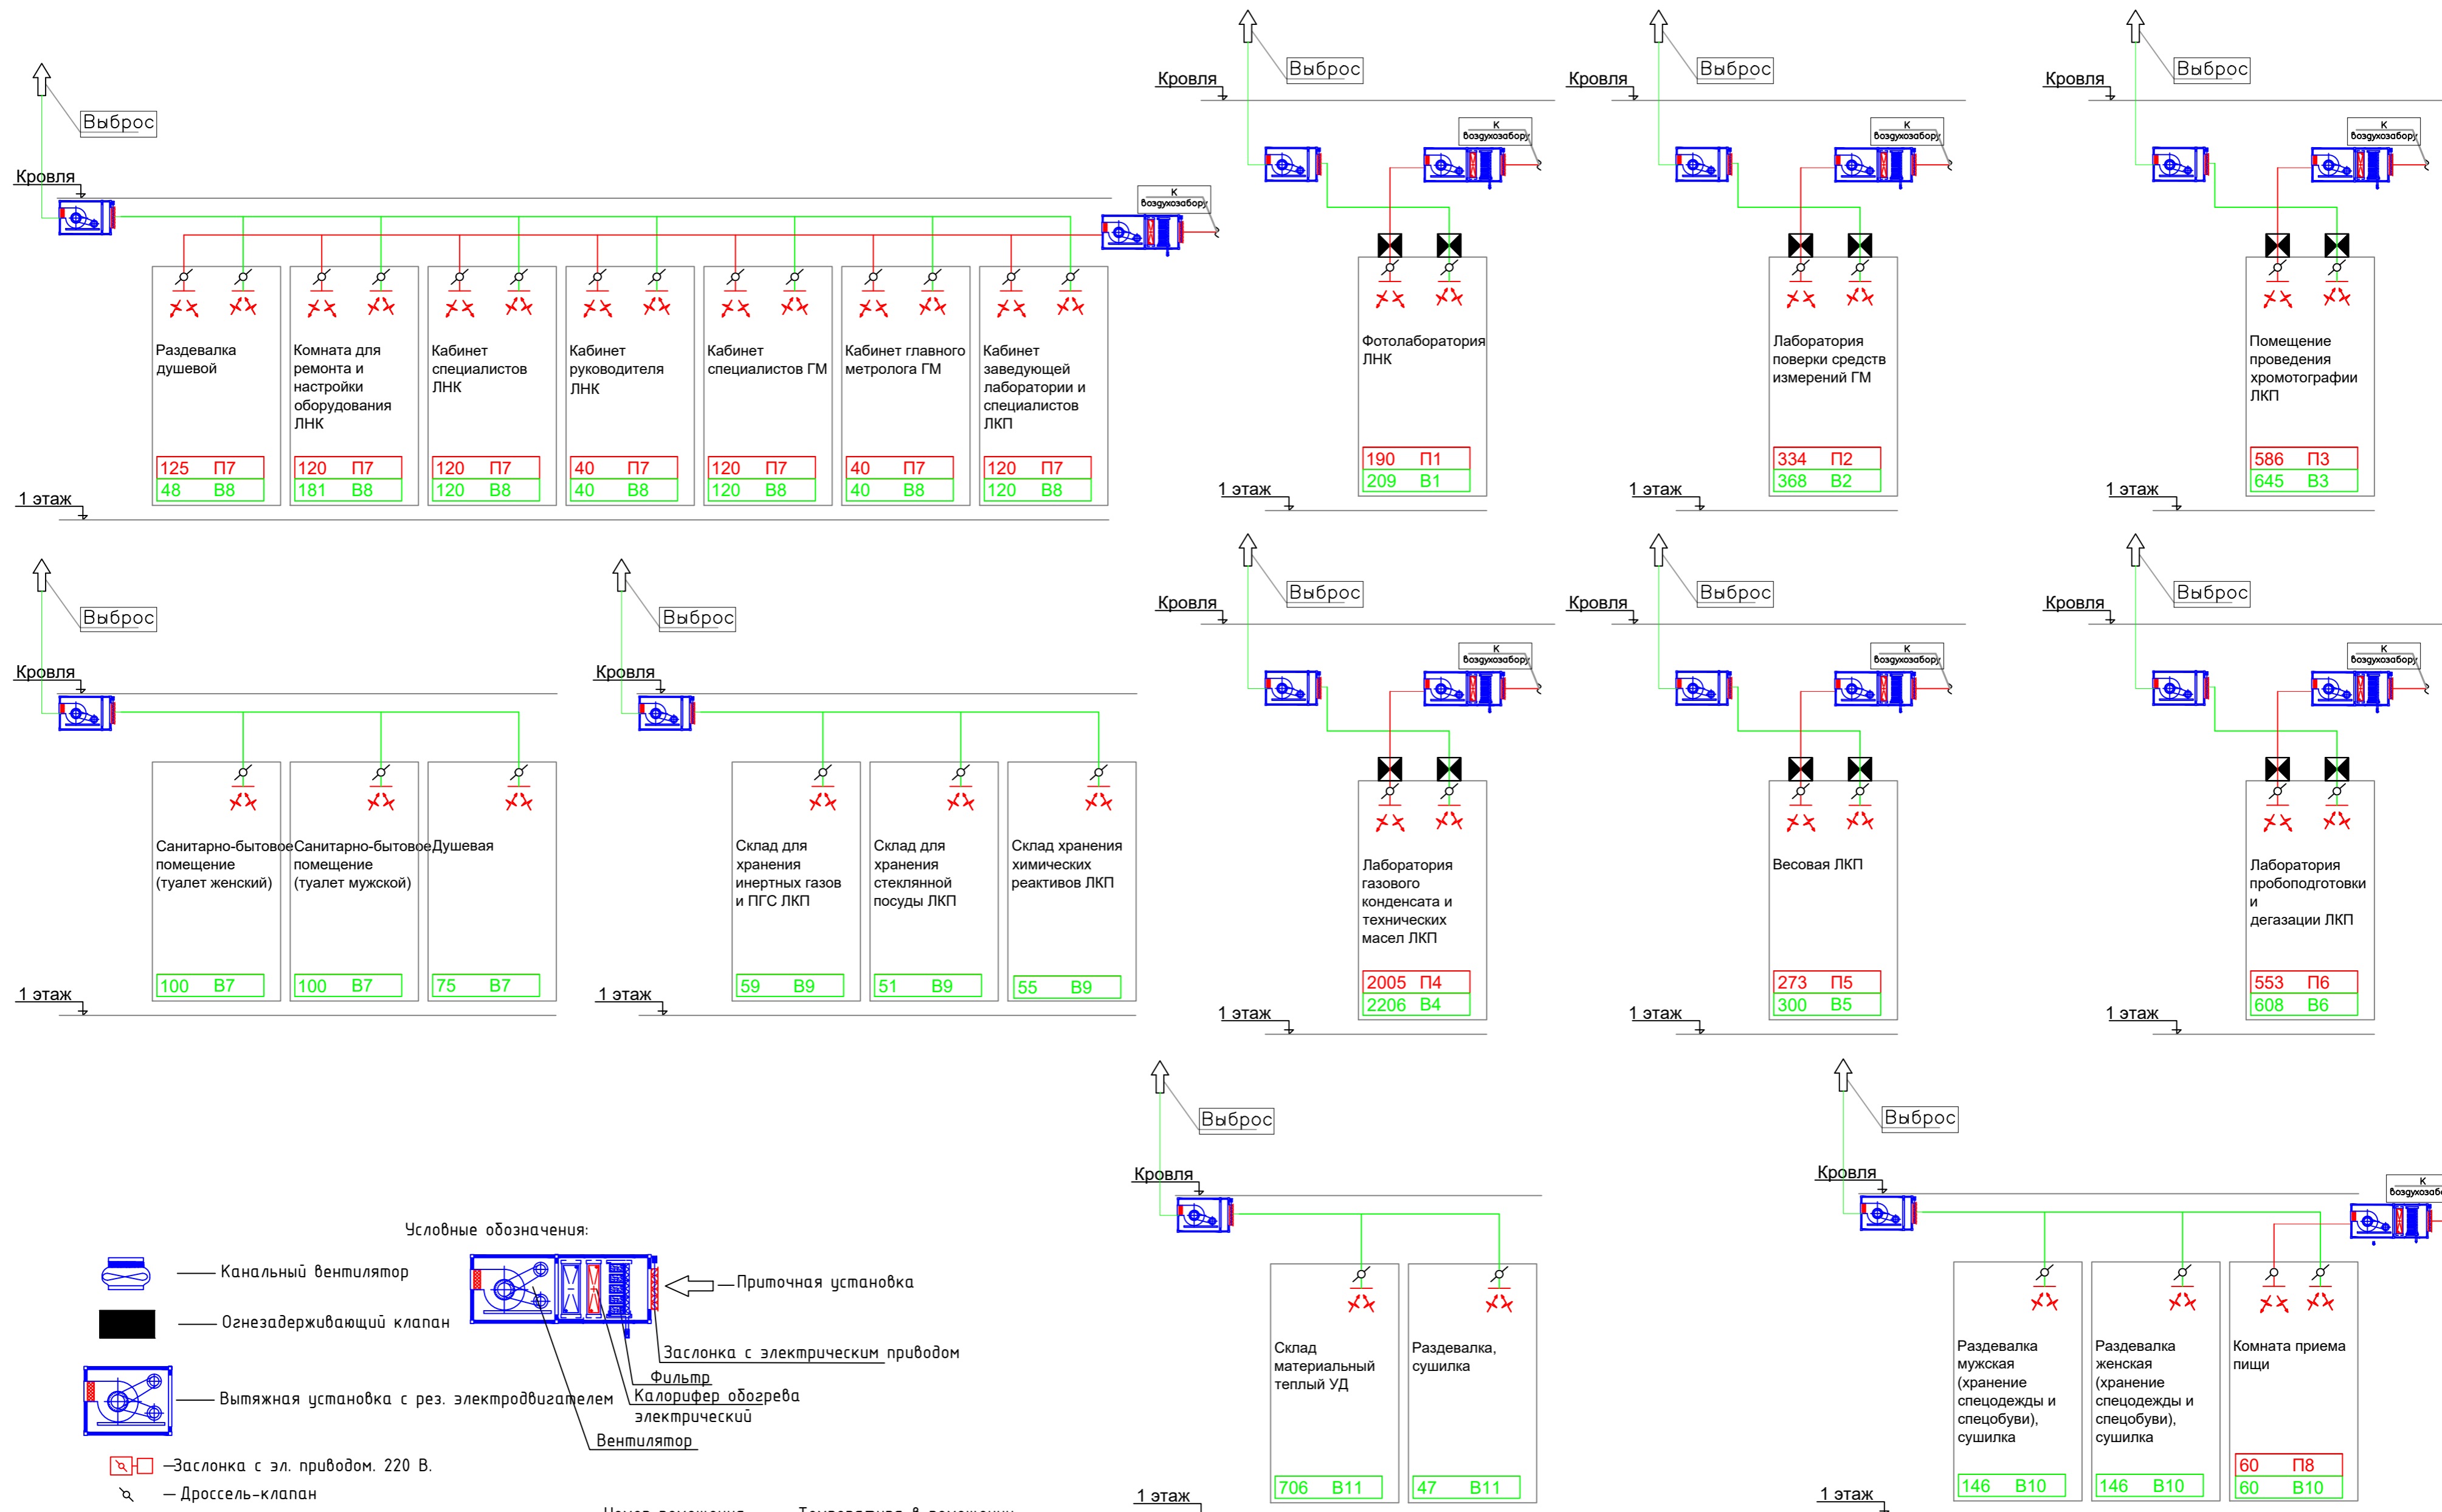 Выброс
Кровля
К
воздухозабору
Раздевалка
душевой
125 П7
48 В8
Комната для
ремонта и
настройки
оборудования
ЛНК
120 П7
181 В8
Кабинет
специалистов
ЛНК
120 П7
120 В8
Кабинет
руководителя
ЛНК
40 П7
40 В8
Кабинет
специалистов ГМ
120 П7
120 В8
Кабинет главного
метролога ГМ
40 П7
40 В8
Кабинет
заведующей
лаборатории и
специалистов
ЛКП
120 П7
120 В8
1 этаж
Выброс
Кровля
К
воздухозабору
Фотолаборатория
ЛНК
190 П1
209 В1
1 этаж
Выброс
Кровля
К
воздухозабору
Лаборатория
поверки средств
измерений ГМ
334 П2
368 В2
1 этаж
Выброс
Кровля
К
воздухозабору
Помещение
проведения
хромотографии
ЛКП
586 П3
645 В3
1 этаж
Выброс
Кровля
Санитарно-бытовое
помещение
(туалет женский)
100 В7
Санитарно-бытовое
помещение
(туалет мужской)
100 В7
Душевая
75 В7
1 этаж
Выброс
Кровля
Склад для
хранения
инертных газов
и ПГС ЛКП
59 В9
Склад для
хранения
стеклянной
посуды ЛКП
51 В9
Склад хранения
химических
реактивов ЛКП
55 В9
1 этаж
Выброс
Кровля
К
воздухозабору
Лаборатория
газового
конденсата и
технических
масел ЛКП
2005 П4
2206 В4
1 этаж
Выброс
Кровля
К
воздухозабору
Весовая ЛКП
273 П5
300 В5
1 этаж
Выброс
Кровля
К
воздухозабору
Лаборатория
пробоподготовки
и
дегазации ЛКП
553 П6
608 В6
1 этаж
Условные обозначения:
Канальный вентилятор
Огнезадерживающий клапан
Вытяжная установка с рез. электродвигателем
Заслонка с эл. приводом. 220 В.
Дроссель-клапан
Приточная установка
Заслонка с электрическим приводом
Фильтр
Калорифер обогрева
электрический
Вентилятор
Выброс
Кровля
Склад
материальный
теплый УД
706 В11
Раздевалка,
сушилка
47 В11
1 этаж
Выброс
Кровля
К
Раздевалка
мужская
(хранение
спецодежды и
спецобуви),
сушилка
146 В10
Раздевалка
женская
(хранение
спецодежды и
спецобуви),
сушилка
146 В10
Комната приема
пищи
60 П8
60 В10
1 этаж